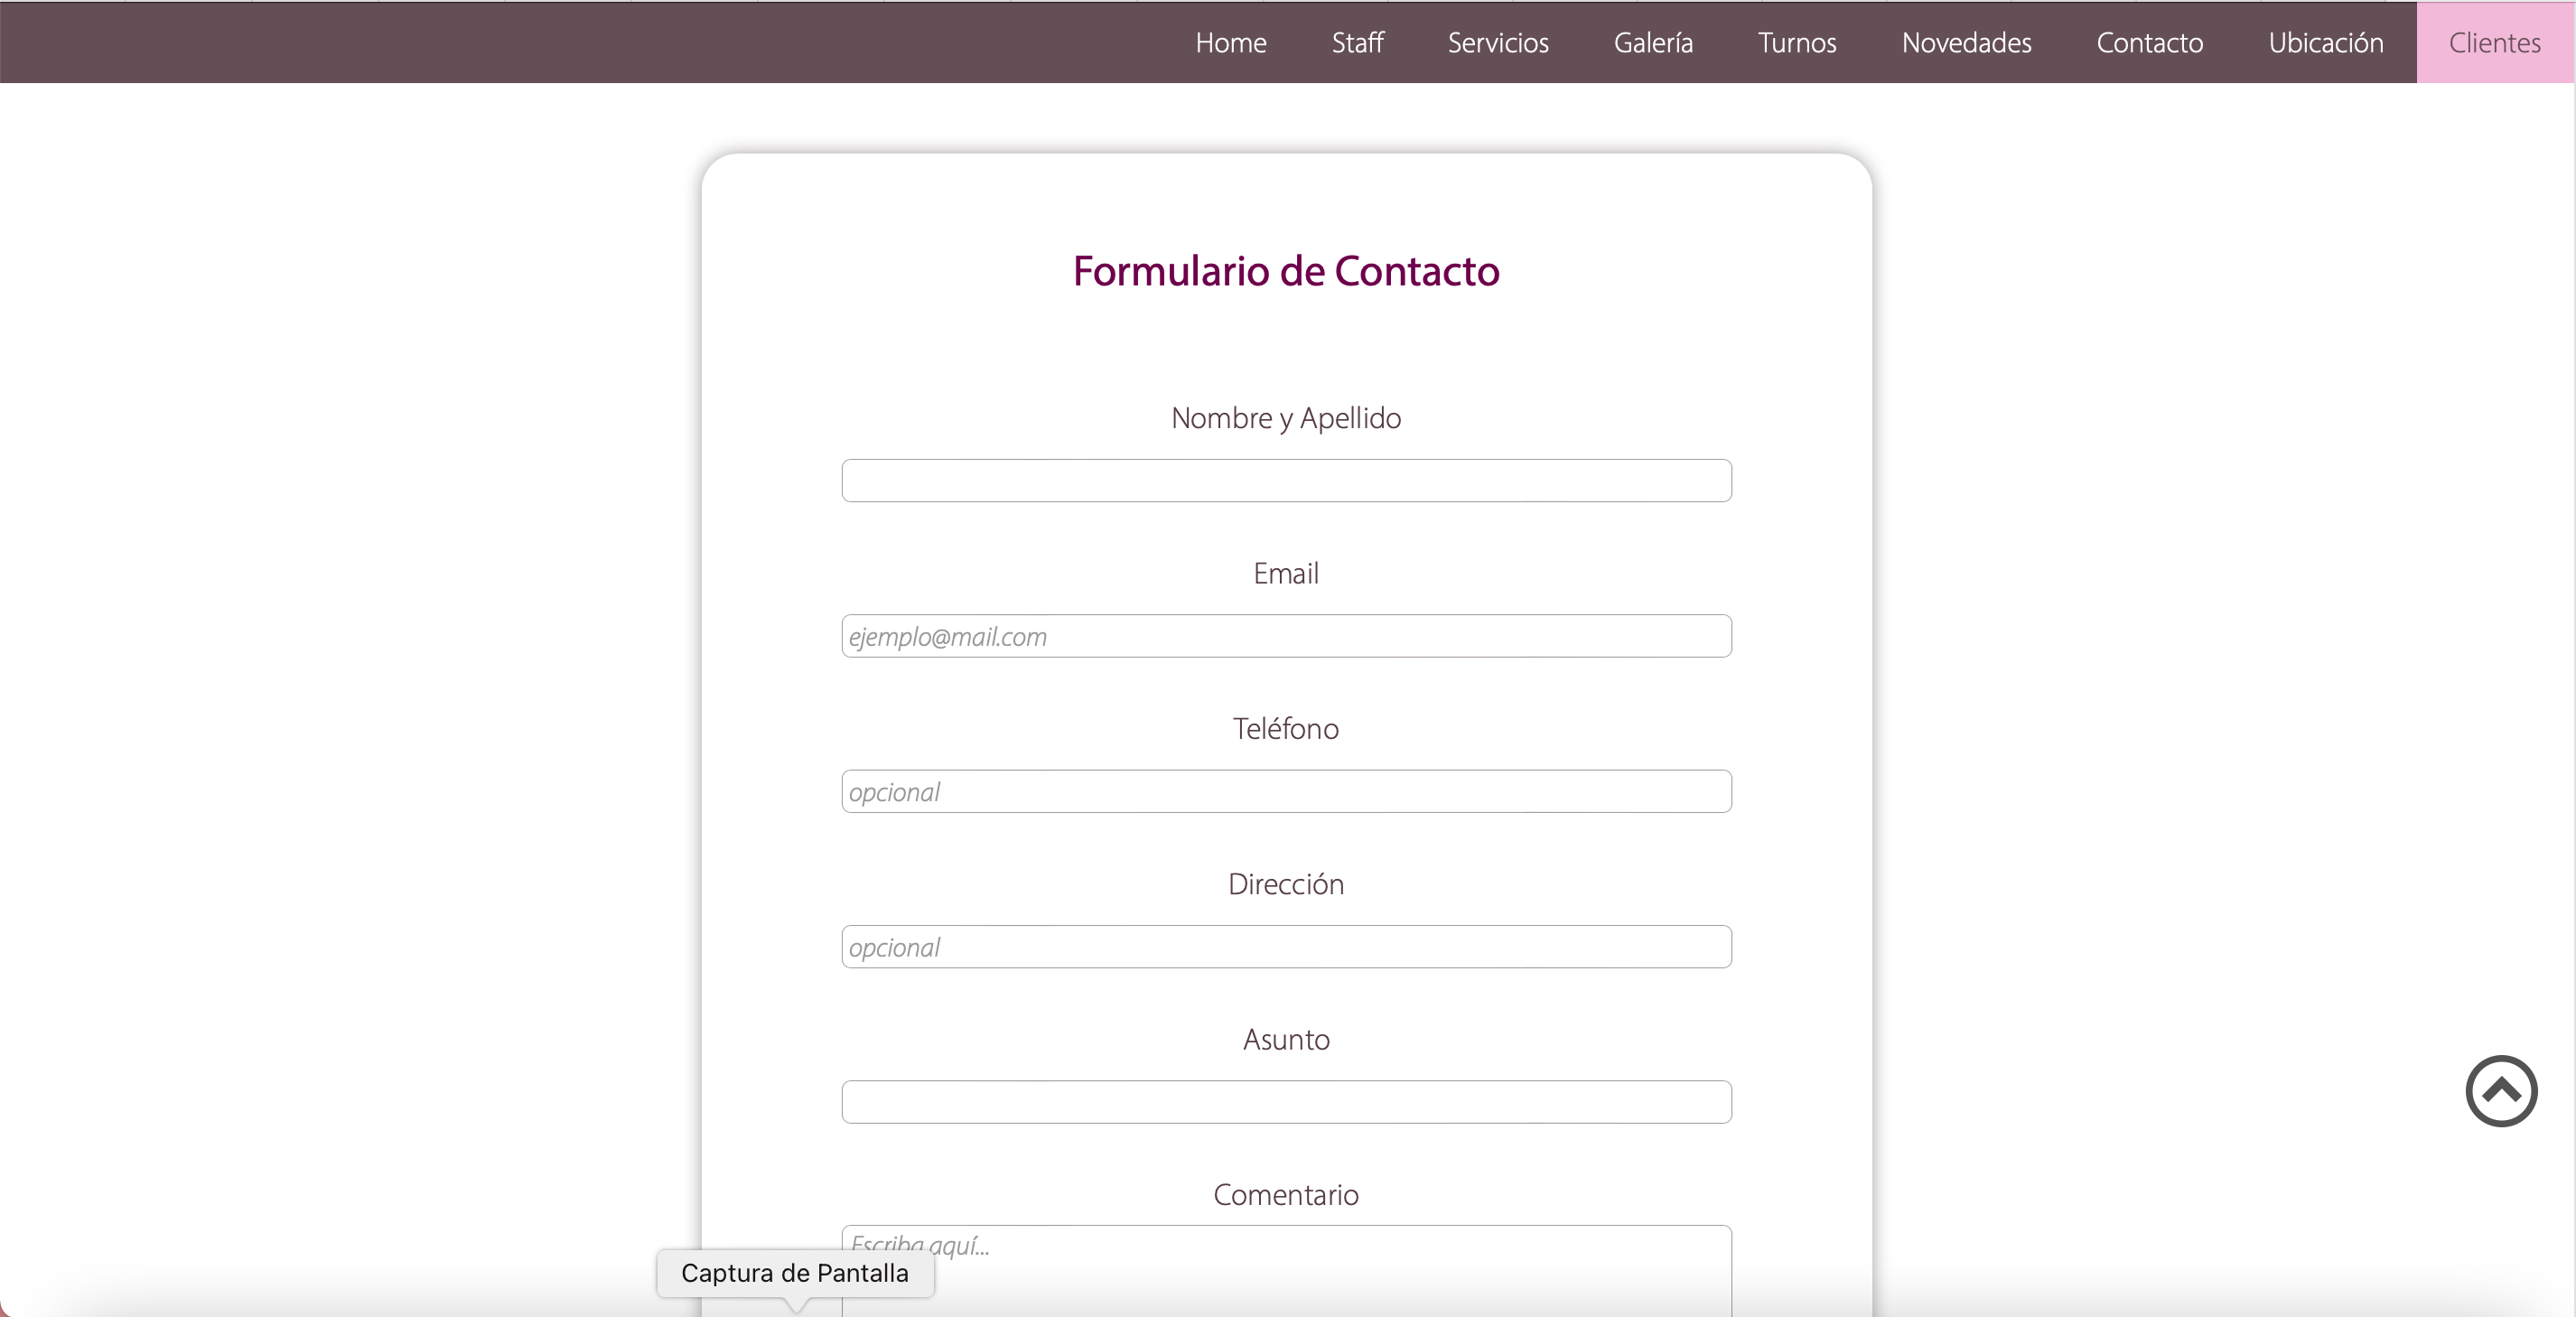 Home Staff Servicios Galería Turnos Novedades Contacto Ubicación Clientes
Formulario de Contacto
Nombre y Apellido
Email
ejemplo@mail.com
Teléfono
opcional
Dirección
opcional
Asunto
Comentario
Escriba aquí...
Captura de Pantalla